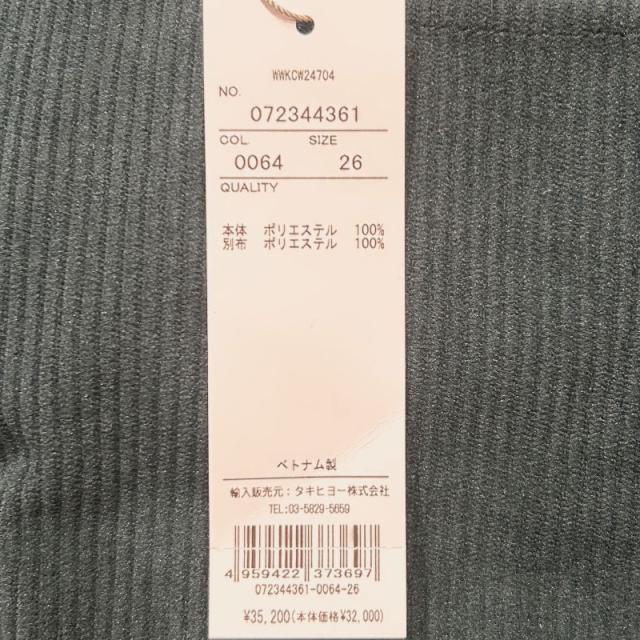 WWKCW24704
NO.
072344361
COL. SIZE
0064 26
QUALITY
本体 ポリエステル 100%
別布 ポリエステル 100%
ベトナム製
輸入販売元：タキヒヨー株式会社
TEL:03-5829-5659
4 959422 373697
072344361-0064-26
¥35,200(本体価格¥32,000)